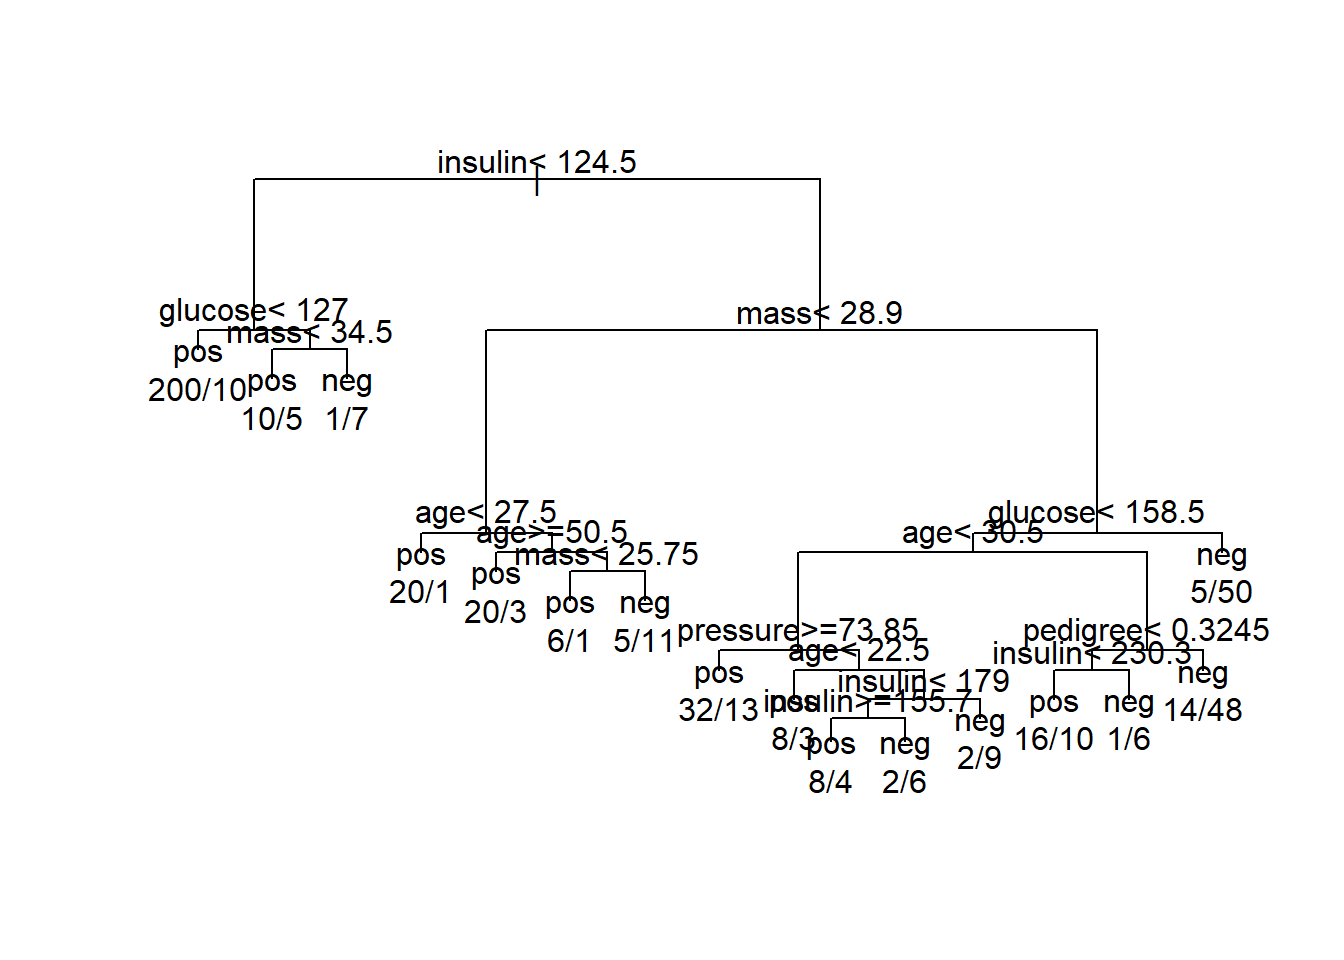 insulin< 124.5
glucose< 127
mass< 28.9
mass< 34.5
pos
200/10
pos
10/5
neg
1/7
age< 27.5
glucose< 158.5
age>=50.5
age< 30.5
pos
20/1
mass< 25.75
neg
5/50
pos
20/3
pos
6/1
neg
5/11
pressure>=73.85
pedigree< 0.3245
age< 22.5
insulin< 230.3
pos
32/13
insulin< 179
neg
14/48
pos
8/3
insulin>=155.7
pos
16/10
neg
1/6
neg
2/9
pos
8/4
neg
2/6